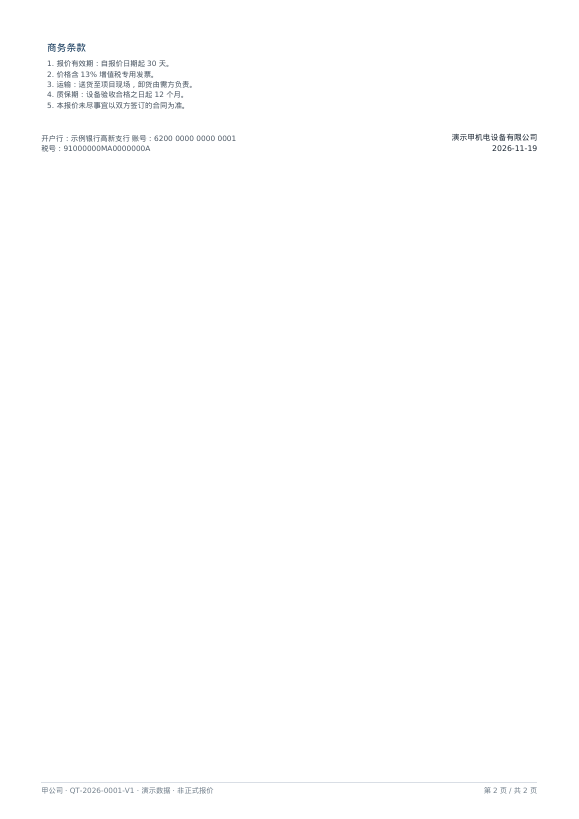 商务条款
1. 报价有效期：自报价日期起 30 天。
2. 价格含 13% 增值税专用发票。
3. 运输：送货至项目现场，卸货由需方负责。
4. 质保期：设备验收合格之日起 12 个月。
5. 本报价未尽事宜以双方签订的合同为准。
开户行：示例银行高新支行 账号：6200 0000 0000 0001
税号：91000000MA0000000A
演示甲机电设备有限公司
2026-11-19
甲公司 · QT-2026-0001-V1 · 演示数据 · 非正式报价
第 2 页 / 共 2 页